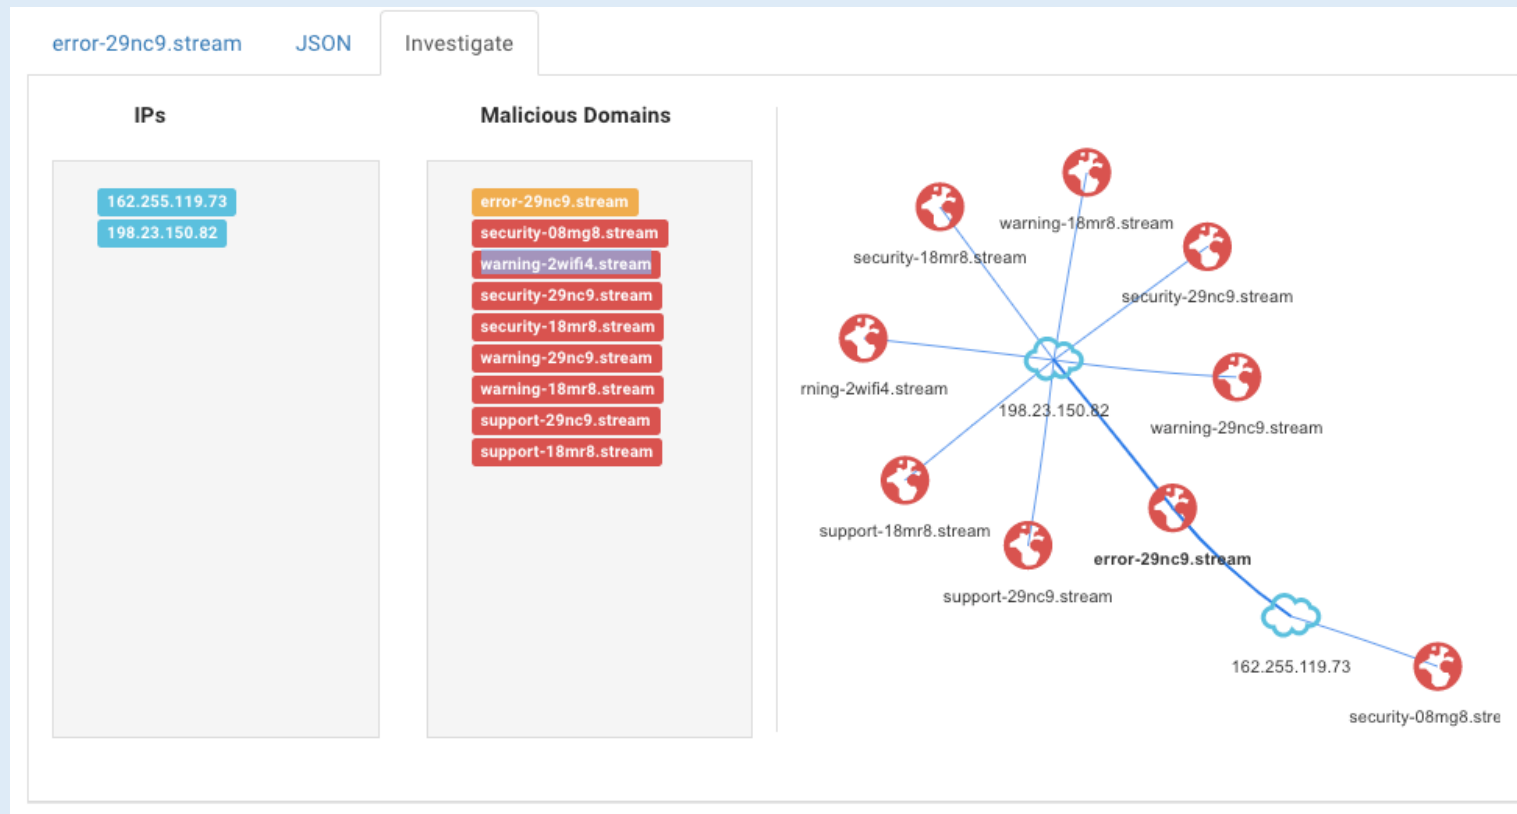 error-29nc9.stream JSON Investigate
IPs
162.255.119.73
198.23.150.82
Malicious Domains
error-29nc9.stream
security-08mg8.stream
warning-2wifi4.stream
security-29nc9.stream
security-18mr8.stream
warning-29nc9.stream
warning-18mr8.stream
support-29nc9.stream
support-18mr8.stream
warning-18mr8.stream
security-18mr8.stream
security-29nc9.stream
rning-2wifi4.stream
198.23.150.82
warning-29nc9.stream
support-18mr8.stream
error-29nc9.stream
support-29nc9.stream
162.255.119.73
security-08mg8.stre